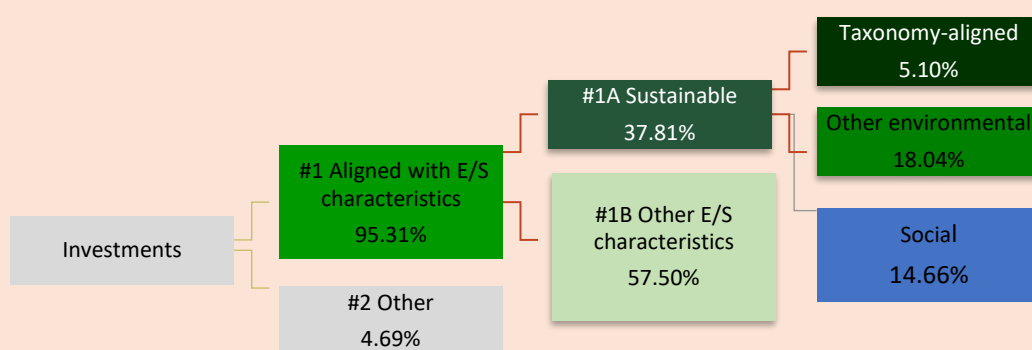 Investments
#1 Aligned with E/S
characteristics
95.31%
#2 Other
4.69%
#1A Sustainable
37.81%
#1B Other E/S
characteristics
57.50%
Taxonomy-aligned
5.10%
Other environmental
18.04%
Social
14.66%